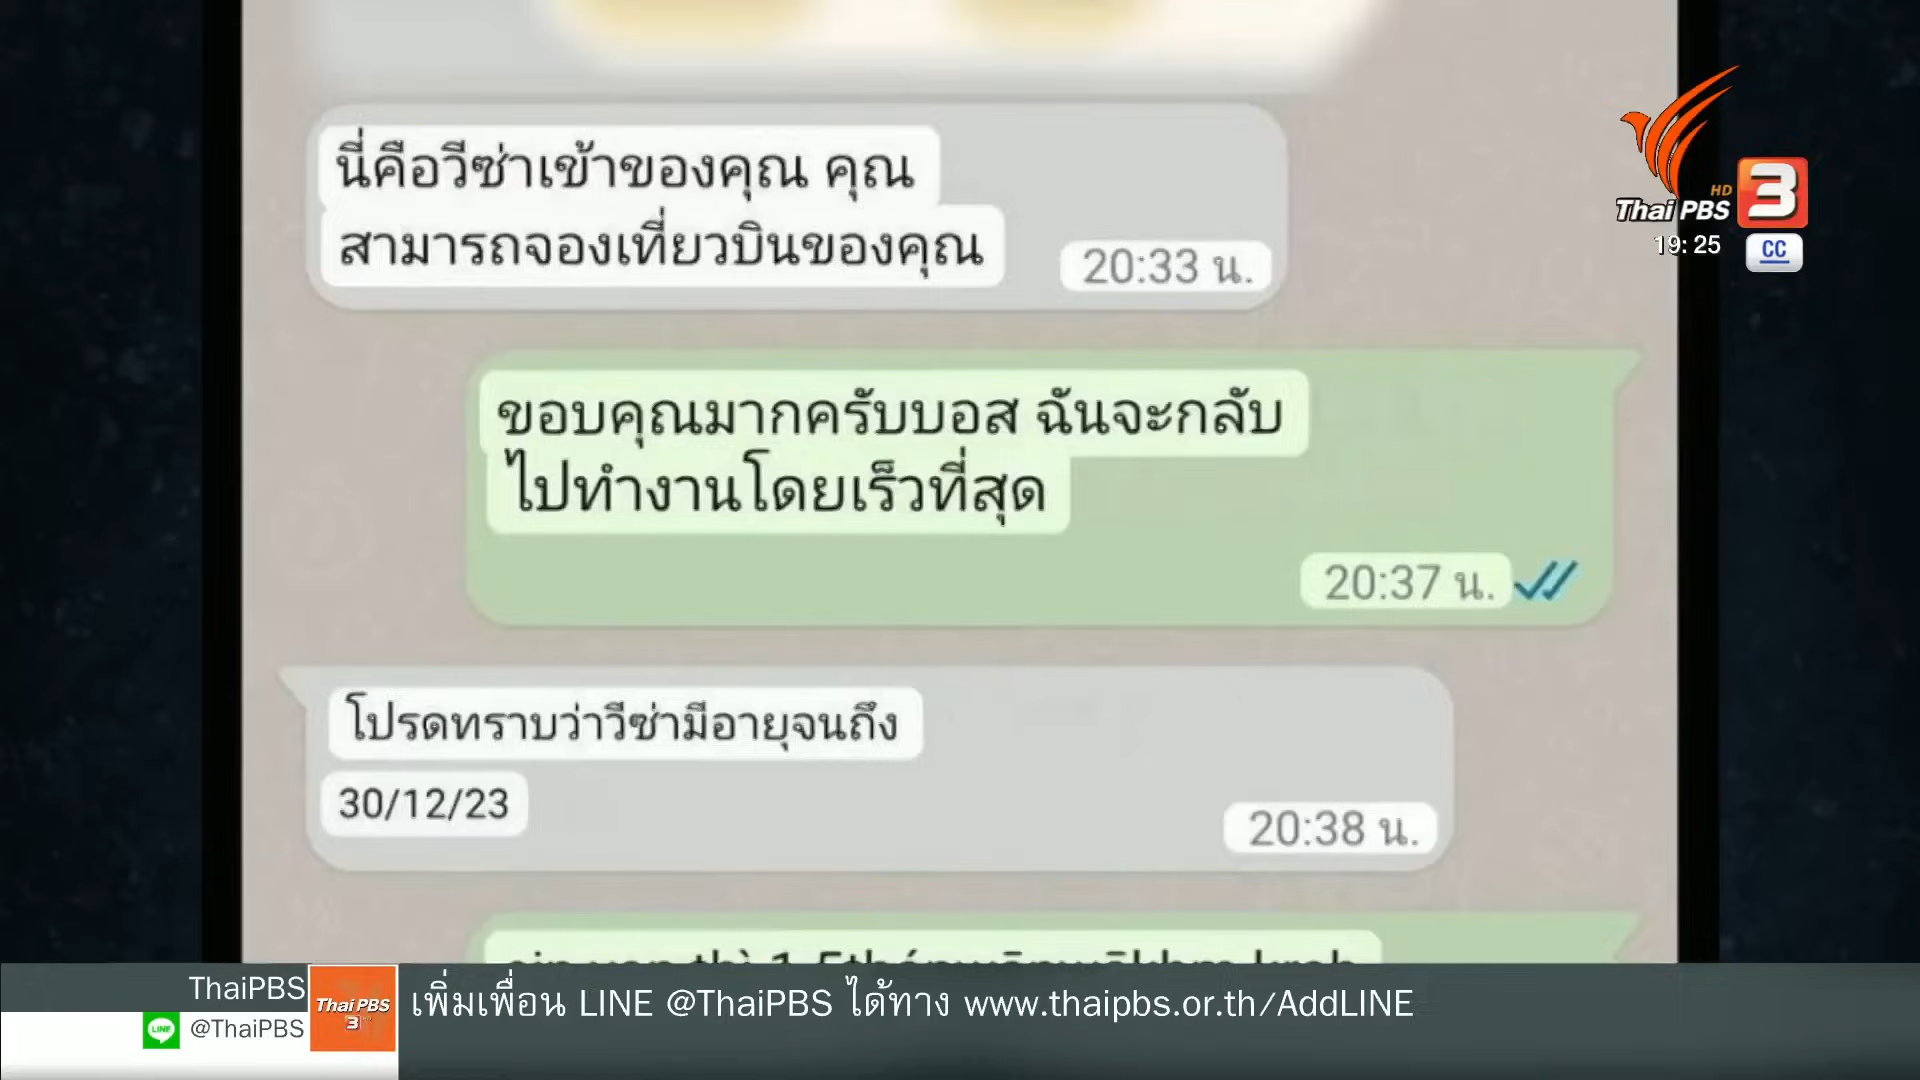 นี่คือวีซ่าเข้าของคุณ คุณ
สามารถจองเที่ยวบินของคุณ
20:33 น.
ขอบคุณมากครับบอส ฉันจะกลับ
ไปทำงานโดยเร็วที่สุด
20:37 น.
โปรดทราบว่าวีซ่ามีอายุจนถึง
30/12/23
20:38 น.
Thai PBS HD 3
19:25
CC
ThaiPBS
LINE @ThaiPBS
Thai PBS
3
เพิ่มเพื่อน LINE @ThaiPBS ได้ทาง www.thaipbs.or.th/AddLINE